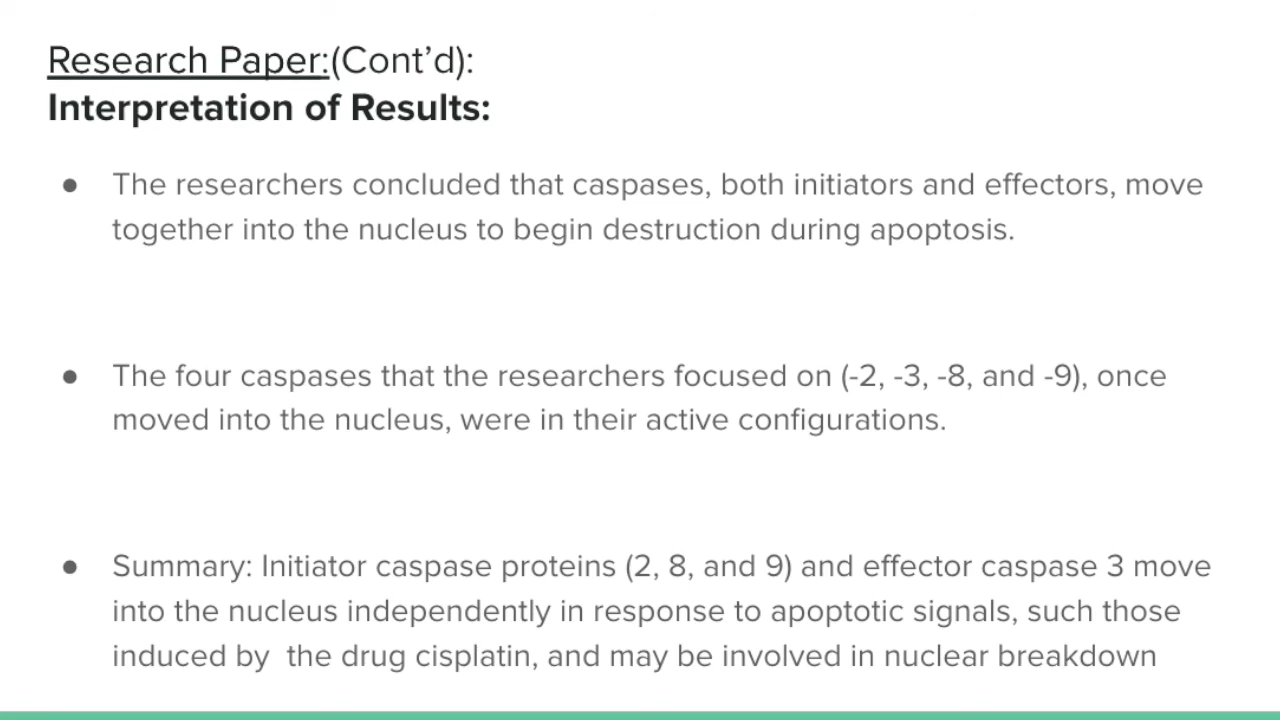 Research Paper:(Cont’d):
Interpretation of Results:
● The researchers concluded that caspases, both initiators and effectors, move
together into the nucleus to begin destruction during apoptosis.
● The four caspases that the researchers focused on (-2, -3, -8, and -9), once
moved into the nucleus, were in their active configurations.
● Summary: Initiator caspase proteins (2, 8, and 9) and effector caspase 3 move
into the nucleus independently in response to apoptotic signals, such those
induced by  the drug cisplatin, and may be involved in nuclear breakdown